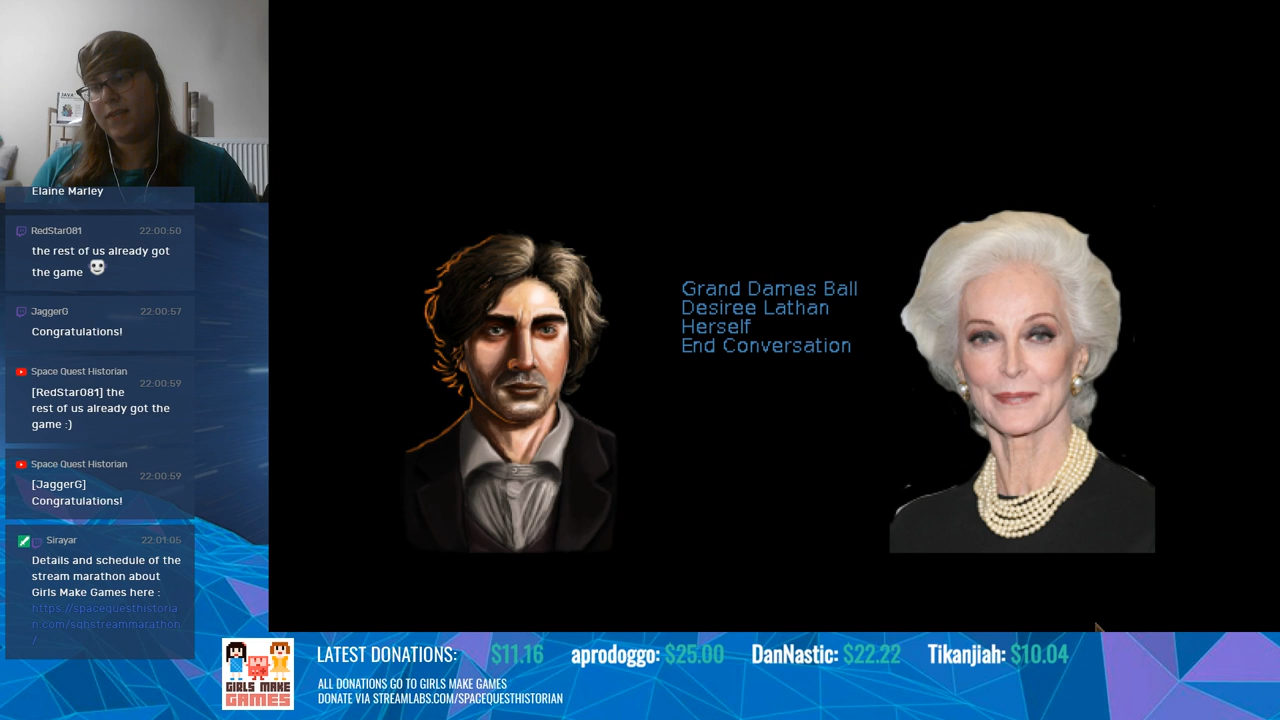 JAVA
Elaine Marley
RedStar081 22:00:50
the rest of us already got
the game
JaggerG 22:00:57
Congratulations!
Space Quest Historian 22:00:59
[RedStar081] the
rest of us already got the
game :)
Space Quest Historian 22:00:59
[JaggerG]
Congratulations!
Sirayar 22:01:05
Details and schedule of the
stream marathon about
Girls Make Games here :
https://spacequesthistoria
n.com/sqhstreammarathon
/
Grand Dames Ball
Desiree Lathan
Herself
End Conversation
GIRLS MAKE
GAMES
LATEST DONATIONS: $11.16 aprodoggo: $25.00 DanNastic: $22.22 Tikanjiah: $10.04
ALL DONATIONS GO TO GIRLS MAKE GAMES
DONATE VIA STREAMLABS.COM/SPACEQUESTHISTORIAN